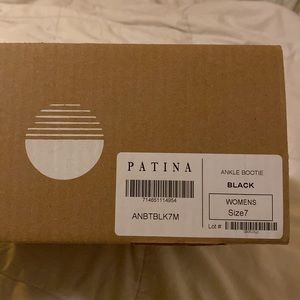 PATINA
714651114954
ANBTBLK7M
ANKLE BOOTIE
BLACK
WOMENS
Size7
Lot #